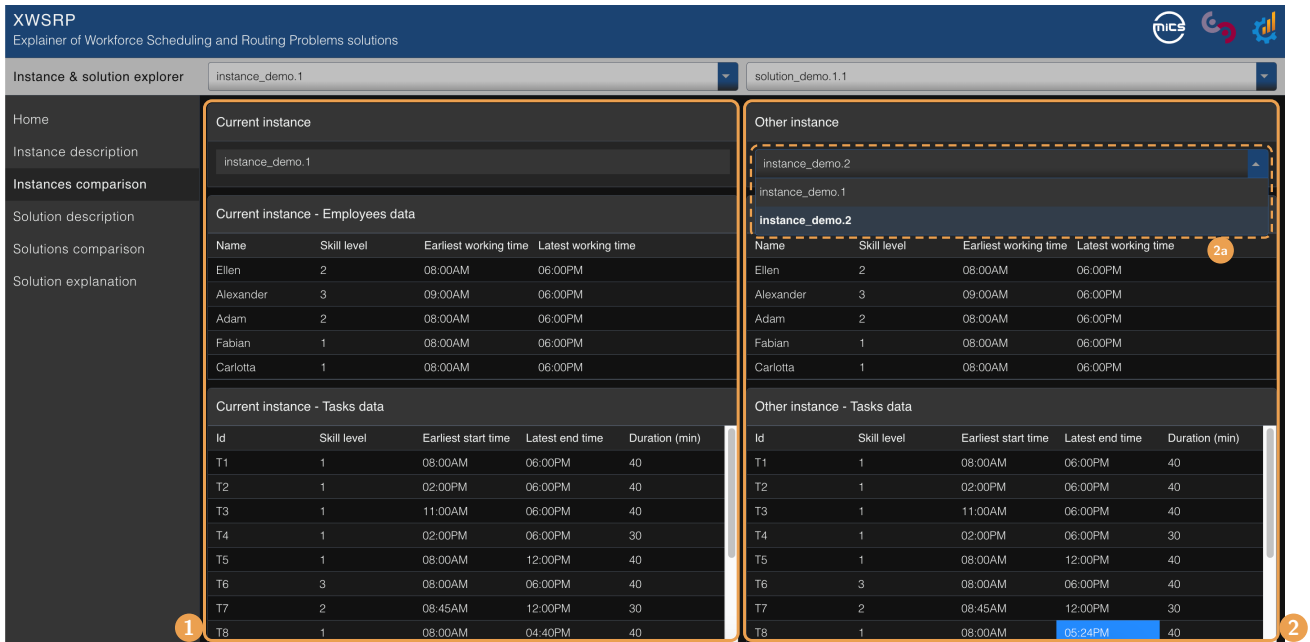 XWSRP
Explainer of Workforce Scheduling and Routing Problems solutions
mics
Instance & solution explorer instance_demo.1 solution_demo.1.1
Home
Instance description
Instances comparison
Solution description
Solutions comparison
Solution explanation
Current instance
instance_demo.1
Current instance - Employees data
Name Skill level Earliest working time Latest working time
Ellen 2 08:00AM 06:00PM
Alexander 3 09:00AM 06:00PM
Adam 2 08:00AM 06:00PM
Fabian 1 08:00AM 06:00PM
Carlotta 1 08:00AM 06:00PM
Current instance - Tasks data
Id Skill level Earliest start time Latest end time Duration (min)
T1 1 08:00AM 06:00PM 40
T2 1 02:00PM 06:00PM 40
T3 1 11:00AM 06:00PM 40
T4 1 02:00PM 06:00PM 30
T5 1 08:00AM 12:00PM 40
T6 3 08:00AM 06:00PM 40
T7 2 08:45AM 12:00PM 30
T8 1 08:00AM 04:40PM 40
1
Other instance
instance_demo.2
instance_demo.1
instance_demo.2
2a
Name Skill level Earliest working time Latest working time
Ellen 2 08:00AM 06:00PM
Alexander 3 09:00AM 06:00PM
Adam 2 08:00AM 06:00PM
Fabian 1 08:00AM 06:00PM
Carlotta 1 08:00AM 06:00PM
Other instance - Tasks data
Id Skill level Earliest start time Latest end time Duration (min)
T1 1 08:00AM 06:00PM 40
T2 1 02:00PM 06:00PM 40
T3 1 11:00AM 06:00PM 40
T4 1 02:00PM 06:00PM 30
T5 1 08:00AM 12:00PM 40
T6 3 08:00AM 06:00PM 40
T7 2 08:45AM 12:00PM 30
T8 1 08:00AM 05:24PM 40
2